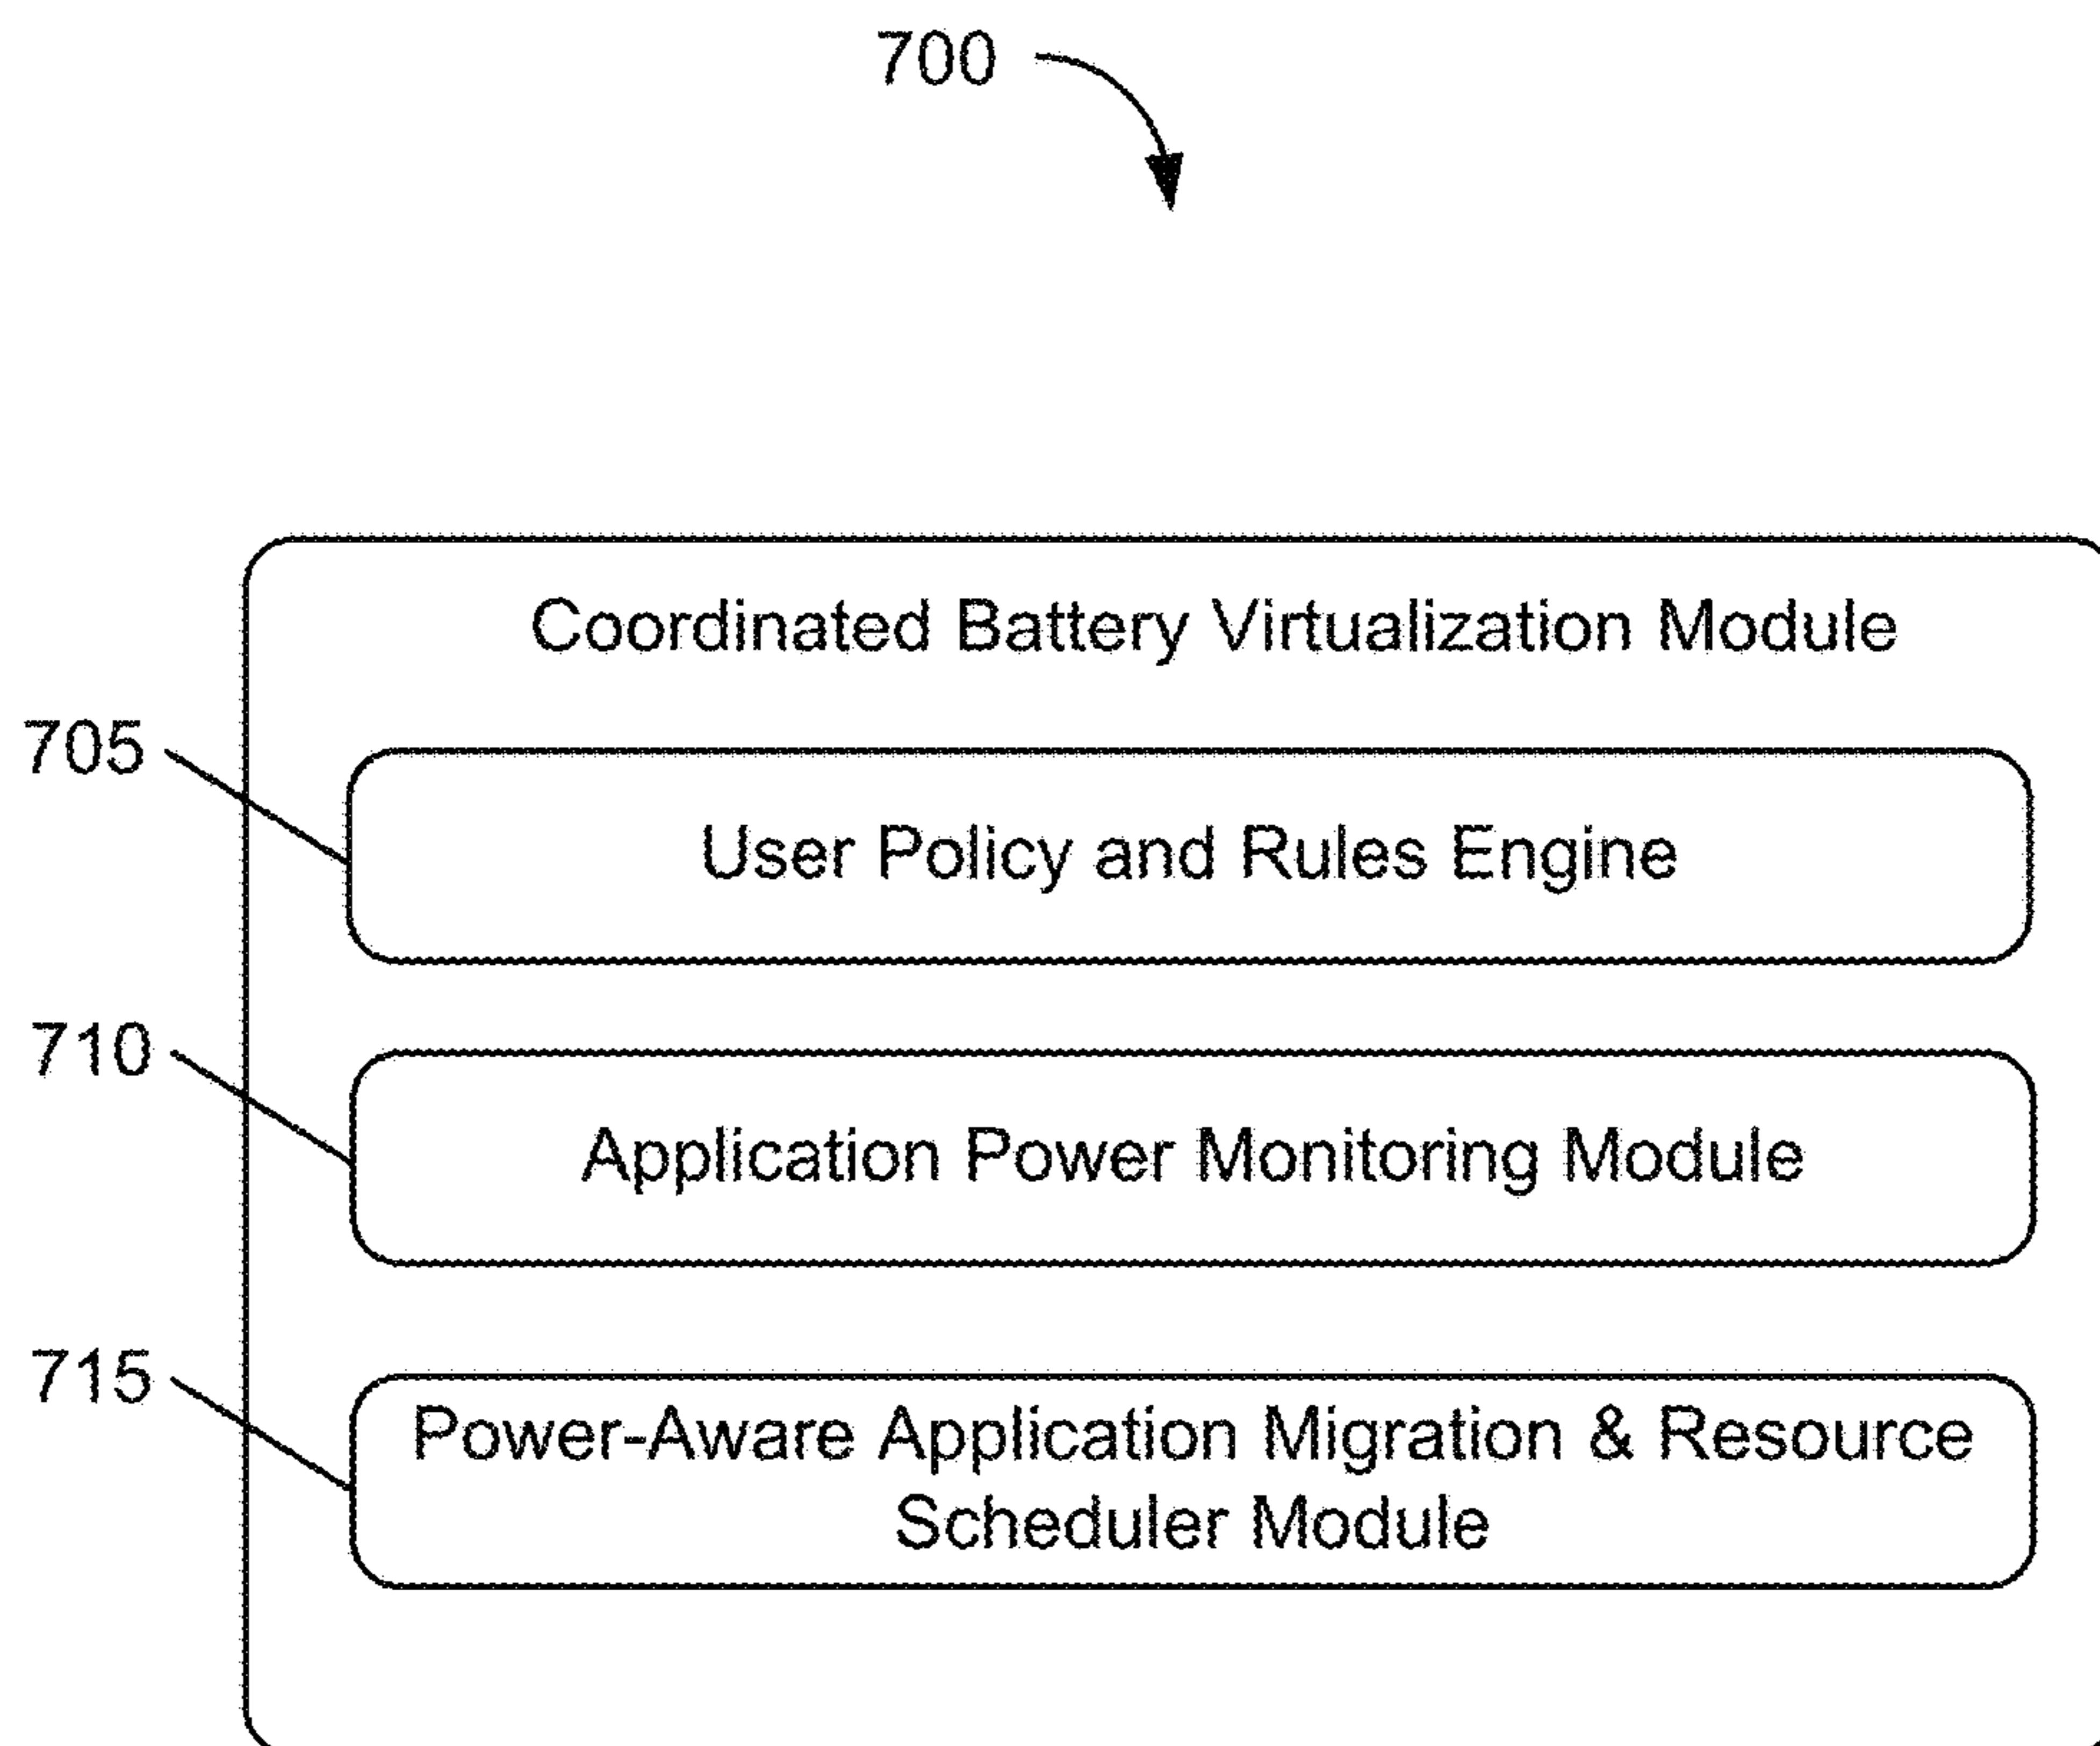 700
Coordinated Battery Virtualization Module
705
User Policy and Rules Engine
710
Application Power Monitoring Module
715
Power-Aware Application Migration & Resource
Scheduler Module